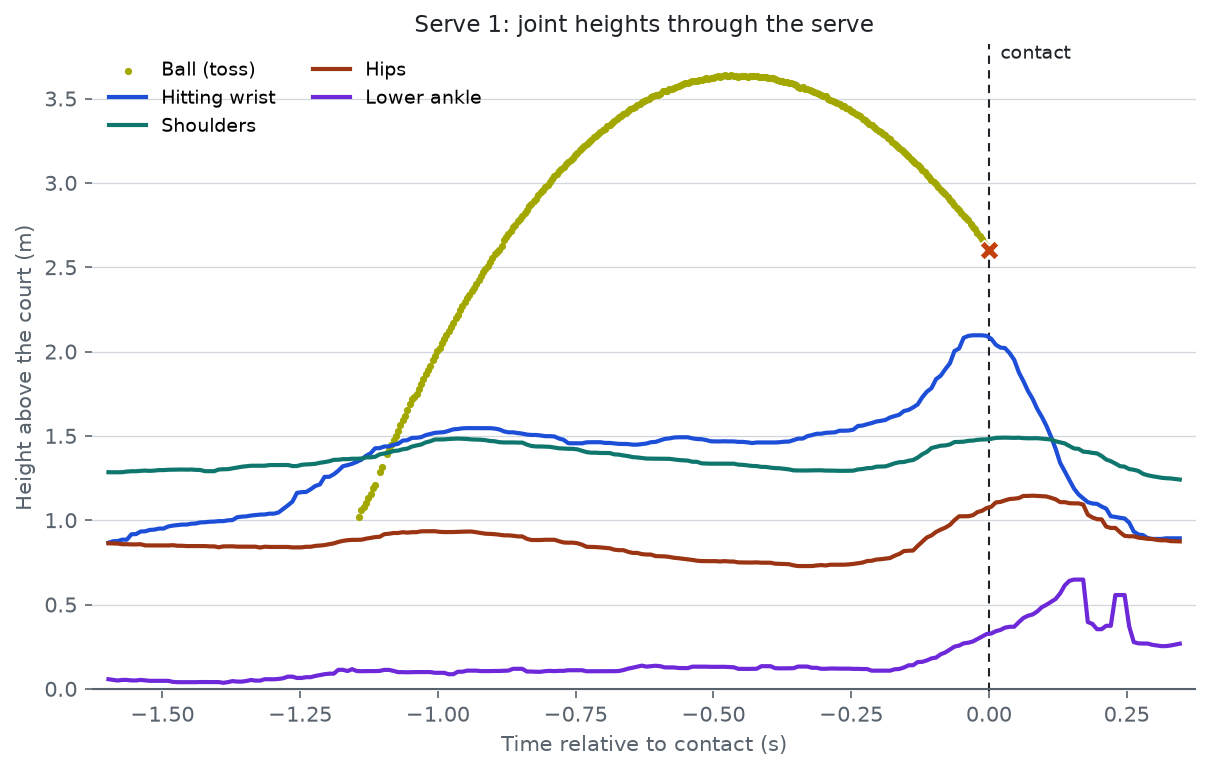 Serve 1: joint heights through the serve
contact
Ball (toss)
Hitting wrist
Shoulders
Hips
Lower ankle
Height above the court (m)
3.5
3.0
2.5
2.0
1.5
1.0
0.5
0.0
−1.50 −1.25 −1.00 −0.75 −0.50 −0.25 0.00 0.25
Time relative to contact (s)